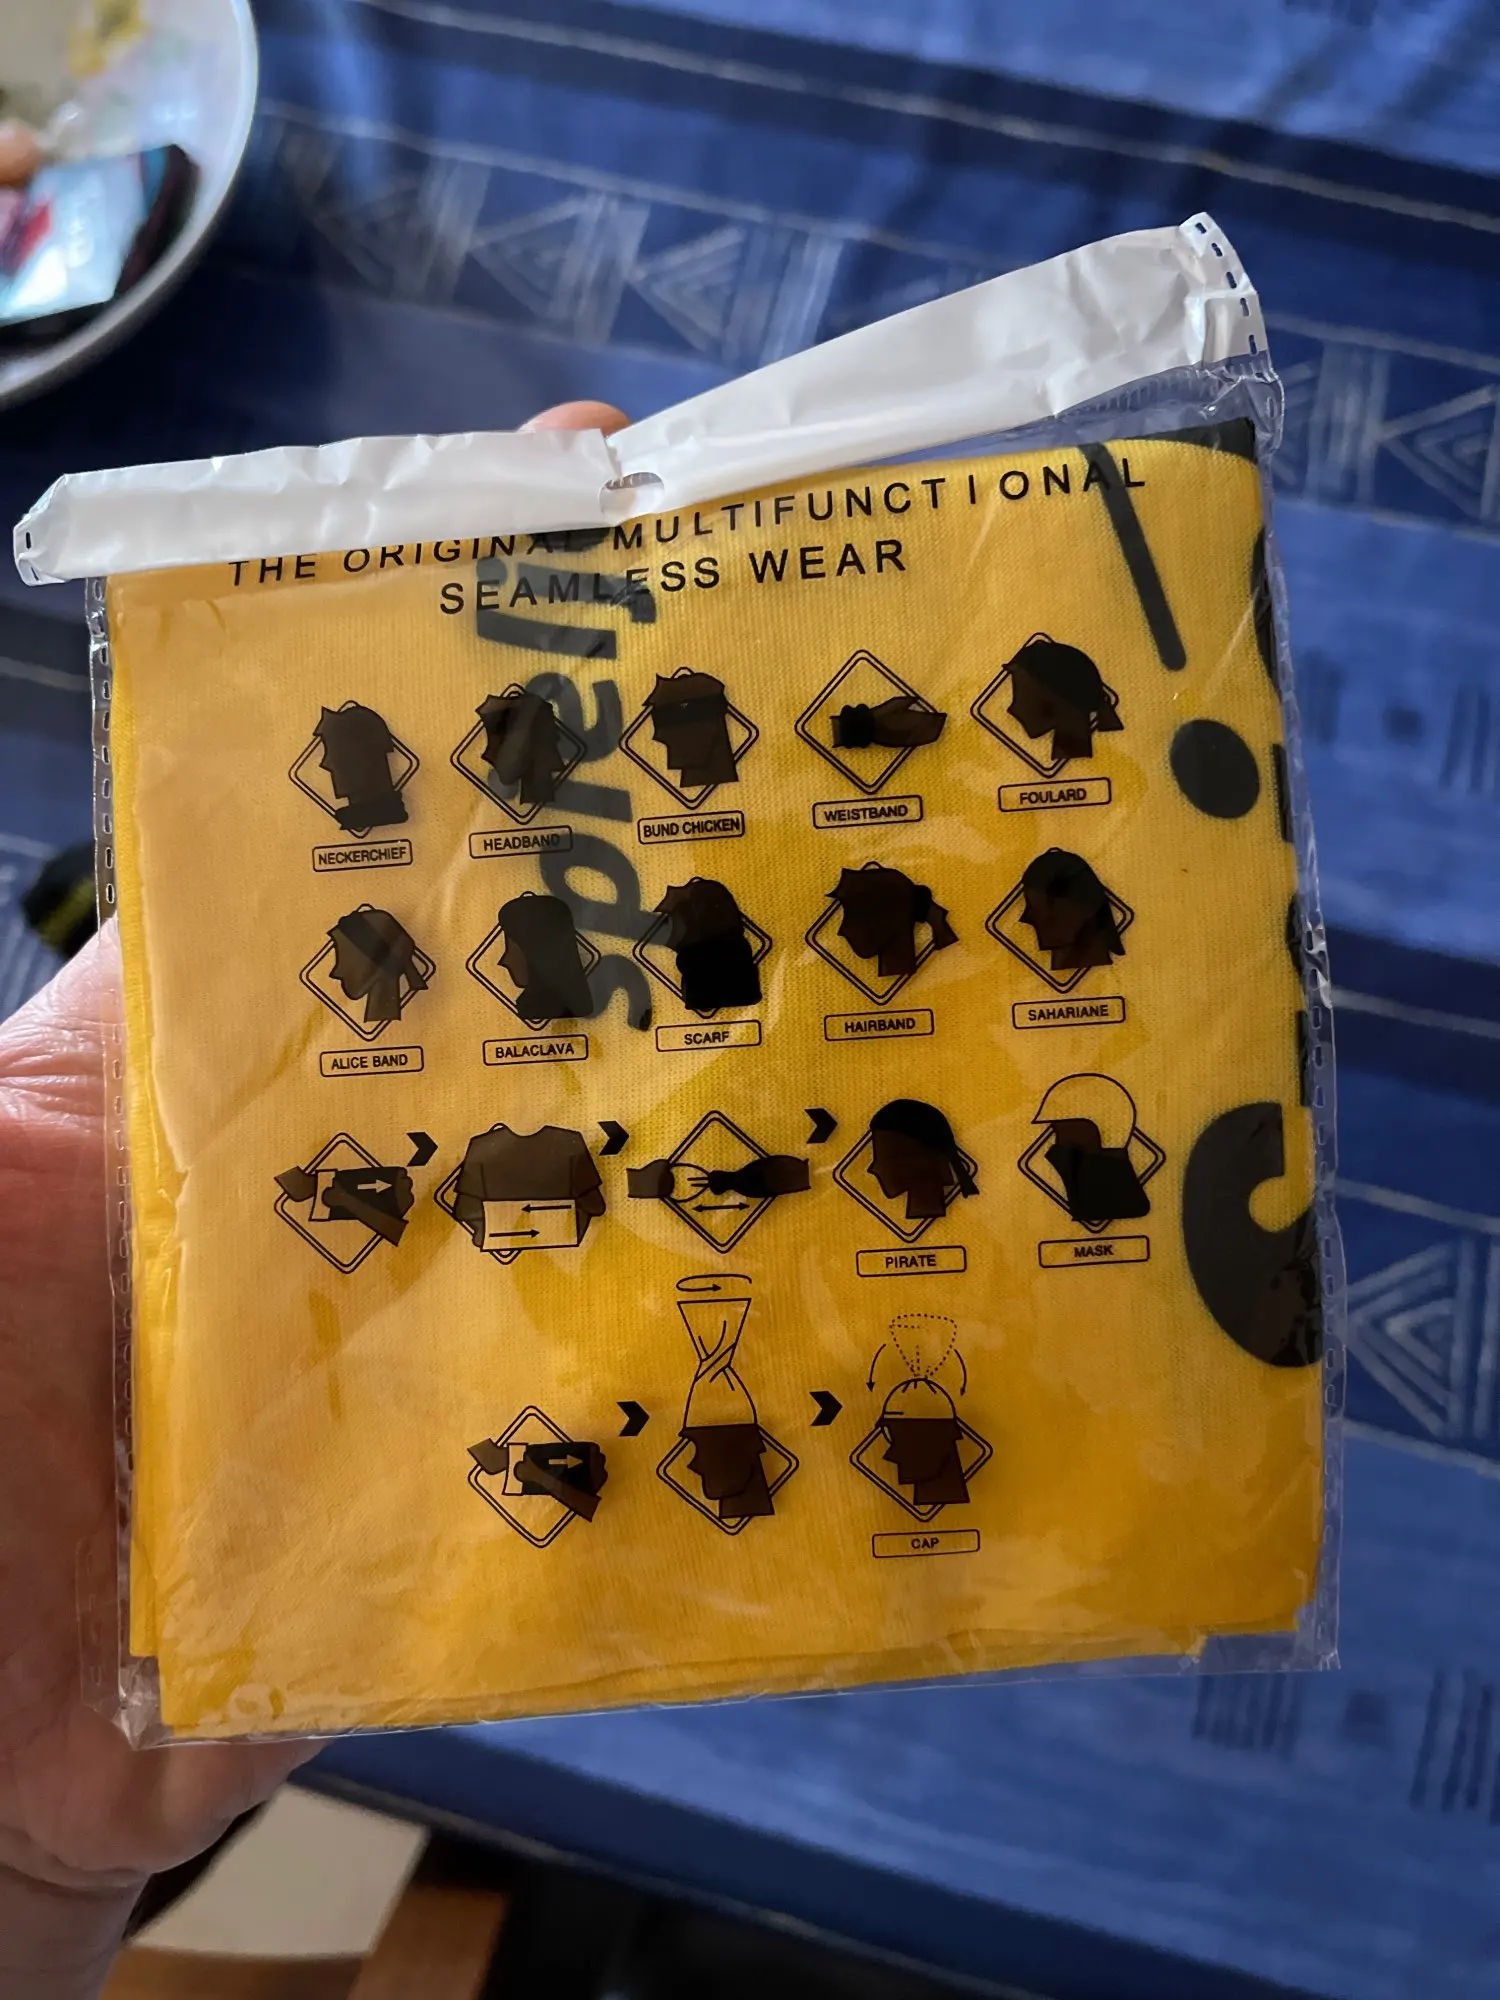 THE ORIGINAL MULTIFUNCTIONAL
SEAMLESS WEAR
NECKERCHIEF
HEADBAND
BUND CHICKEN
WEISTBAND
FOULARD
ALICE BAND
BALACLAVA
SCARF
HAIRBAND
SAHARIANE
PIRATE
MASK
CAP